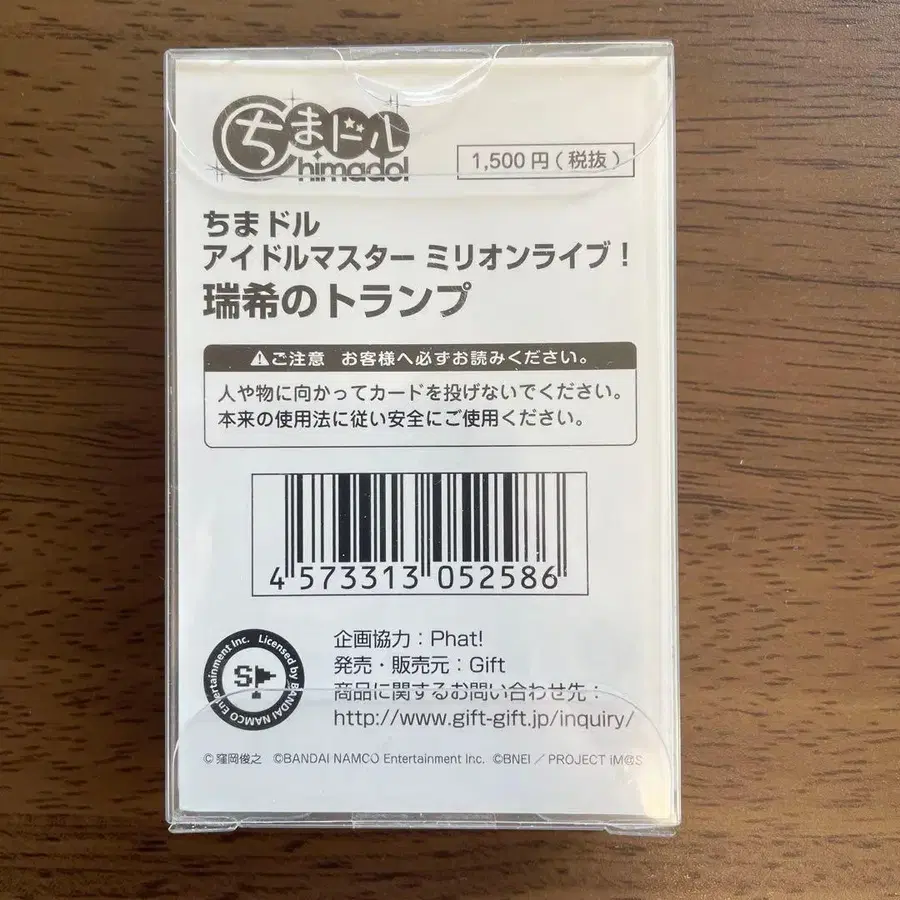 ちまドル
Chimadol
1,500円(税抜)
ちまドル
アイドルマスター ミリオンライブ!
瑞希のトランプ
⚠ご注意 お客様へ必ずお読みください。
人や物に向かってカードを投げないでください。
本来の使用法に従い安全にご使用ください。
4 573313 052586
Licensed by BANDAI NAMCO Entertainment Inc.
企画協力:Phat!
発売・販売元:Gift
商品に関するお問い合わせ先:
http://www.gift-gift.jp/inquiry/
©窪岡俊之 ©BANDAI NAMCO Entertainment Inc. ©BNEI/PROJECT iM@S